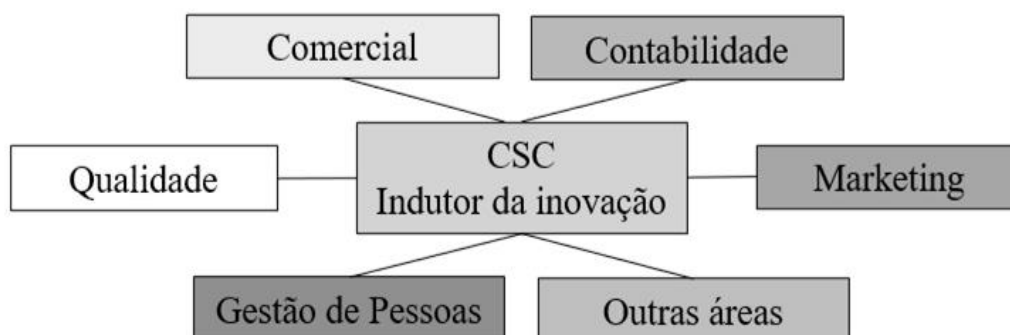 Comercial
Contabilidade
CSC
Indutor da inovação
Qualidade
Marketing
Gestão de Pessoas
Outras áreas